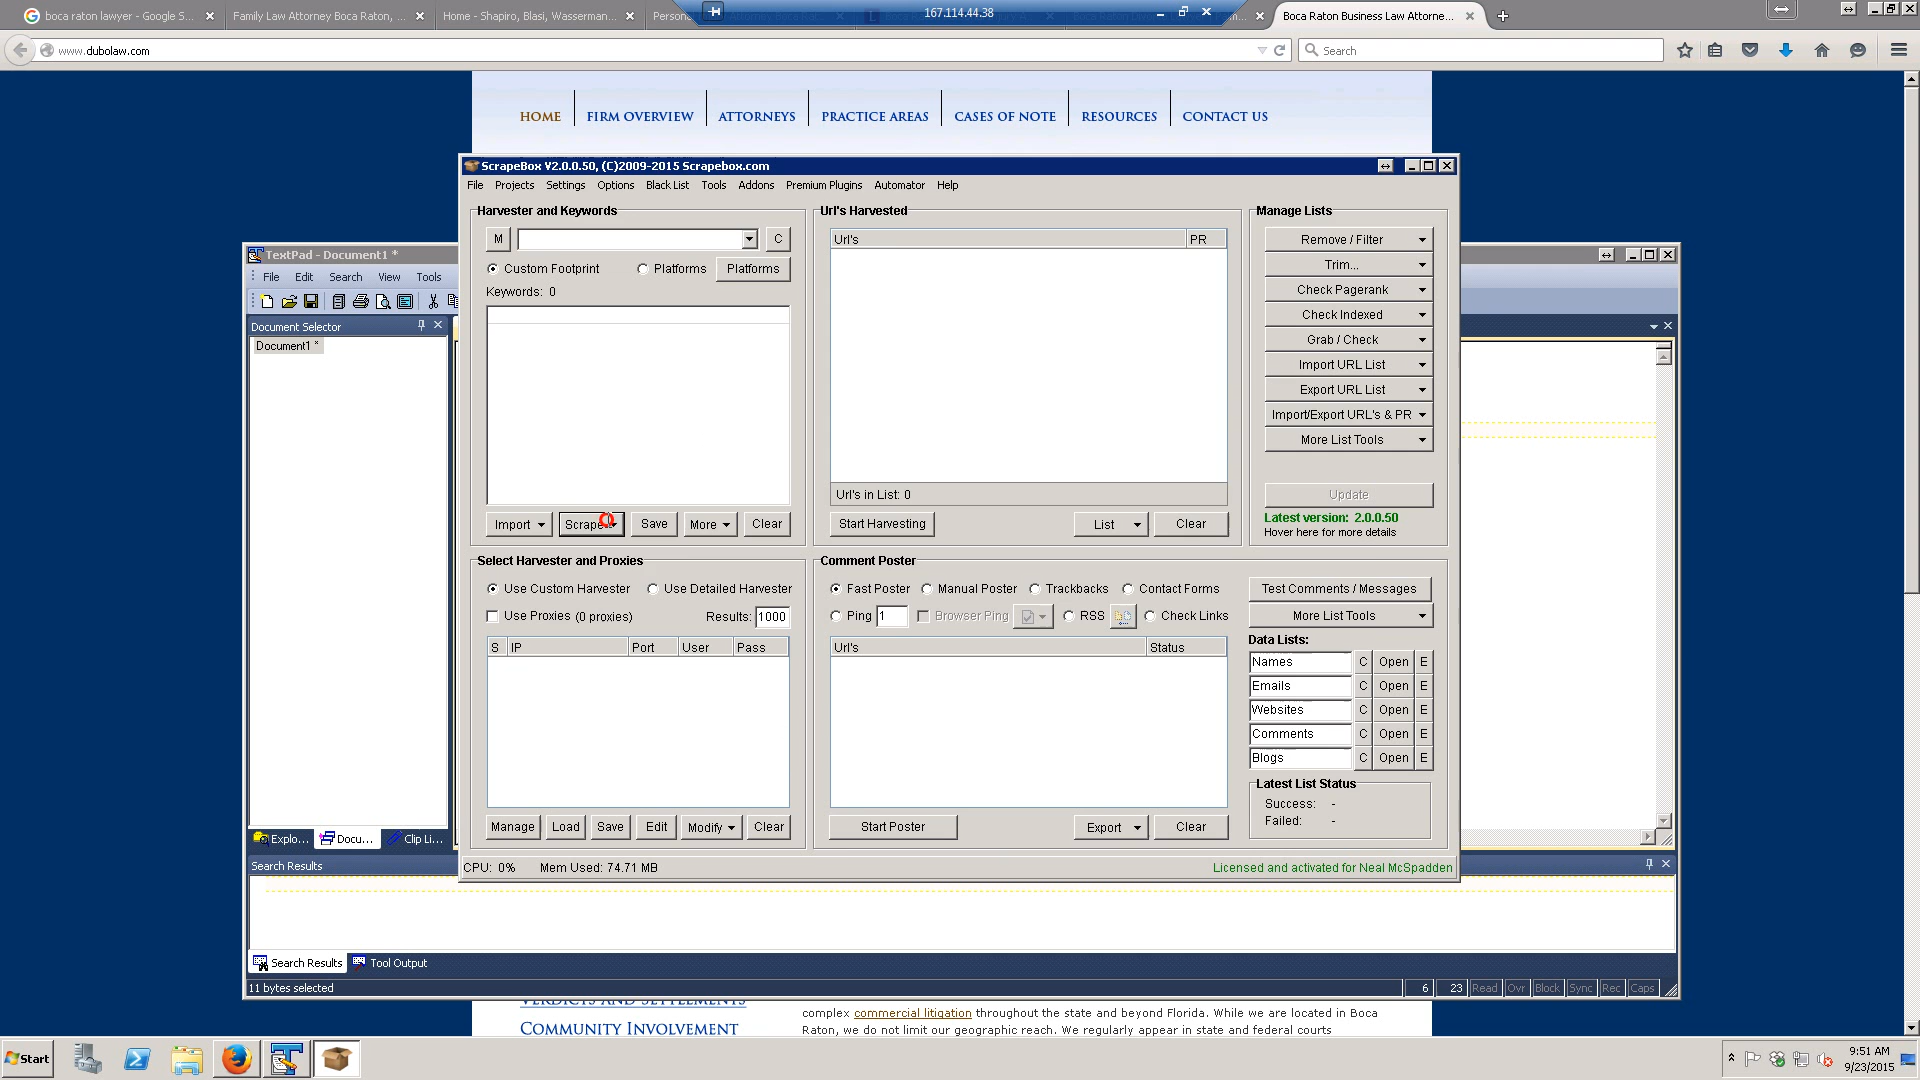 boca raton lawyer - Google S...
Family Law Attorney Boca Raton, ...
Home - Shapiro, Blasi, Wasserman...
167.114.44.38
Boca Raton Business Law Attorne...
www.dubolaw.com
Search
HOME
FIRM OVERVIEW
ATTORNEYS
PRACTICE AREAS
CASES OF NOTE
RESOURCES
CONTACT US
ScrapeBox V2.0.0.50, (C)2009-2015 Scrapebox.com
File Projects Settings Options Black List Tools Addons Premium Plugins Automator Help
Harvester and Keywords
M
C
Custom Footprint
Platforms
Platforms
Keywords: 0
Import
Scrape
Save
More
Clear
Url's Harvested
Url's PR
Url's in List: 0
Start Harvesting
List
Clear
Manage Lists
Remove / Filter
Trim...
Check Pagerank
Check Indexed
Grab / Check
Import URL List
Export URL List
Import/Export URL's & PR
More List Tools
Update
Latest version: 2.0.0.50
Hover here for more details
Select Harvester and Proxies
Use Custom Harvester
Use Detailed Harvester
Use Proxies (0 proxies)
Results: 1000
S IP Port User Pass
Manage
Load
Save
Edit
Modify
Clear
Comment Poster
Fast Poster
Manual Poster
Trackbacks
Contact Forms
Ping 1
Browser Ping
RSS
Check Links
Url's Status
Start Poster
Export
Clear
Test Comments / Messages
More List Tools
Data Lists:
Names C Open E
Emails C Open E
Websites C Open E
Comments C Open E
Blogs C Open E
Latest List Status
Success: -
Failed: -
CPU: 0% Mem Used: 74.71 MB
Licensed and activated for Neal McSpadden
TextPad - Document1 *
File Edit Search View Tools
Document Selector
Document1 *
Explo...
Docu...
Clip Li...
Search Results
Search Results
Tool Output
11 bytes selected
6 23 Read Ovr Block Sync Rec Caps
VERDICTS AND SETTLEMENTS
COMMUNITY INVOLVEMENT
complex commercial litigation throughout the state and beyond Florida. While we are located in Boca
Raton, we do not limit our geographic reach. We regularly appear in state and federal courts
Start
9:51 AM
9/23/2015